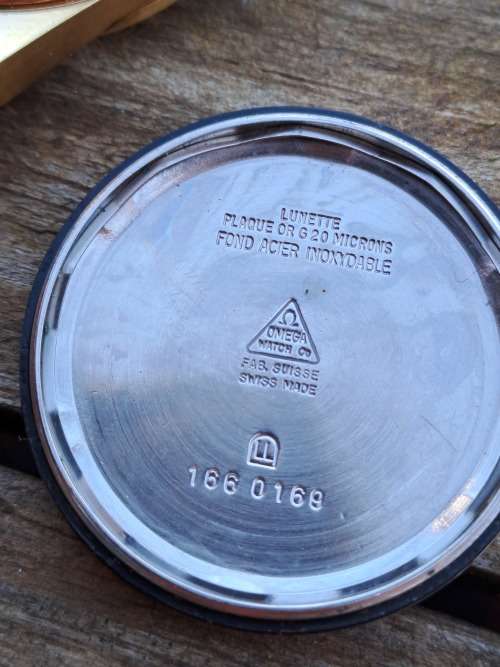 LUNETTE
PLAQUE OR G 20 MICRONS
FOND ACIER INOXYDABLE
Ω
OMEGA
WATCH Co
FAB. SUISSE
SWISS MADE
166 0169